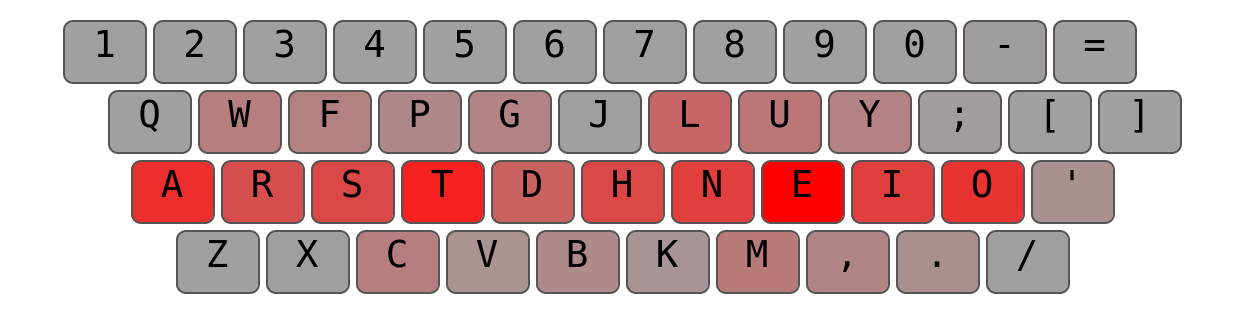 1 2 3 4 5 6 7 8 9 0 - =
Q W F P G J L U Y ; [ ]
A R S T D H N E I O '
Z X C V B K M , . /